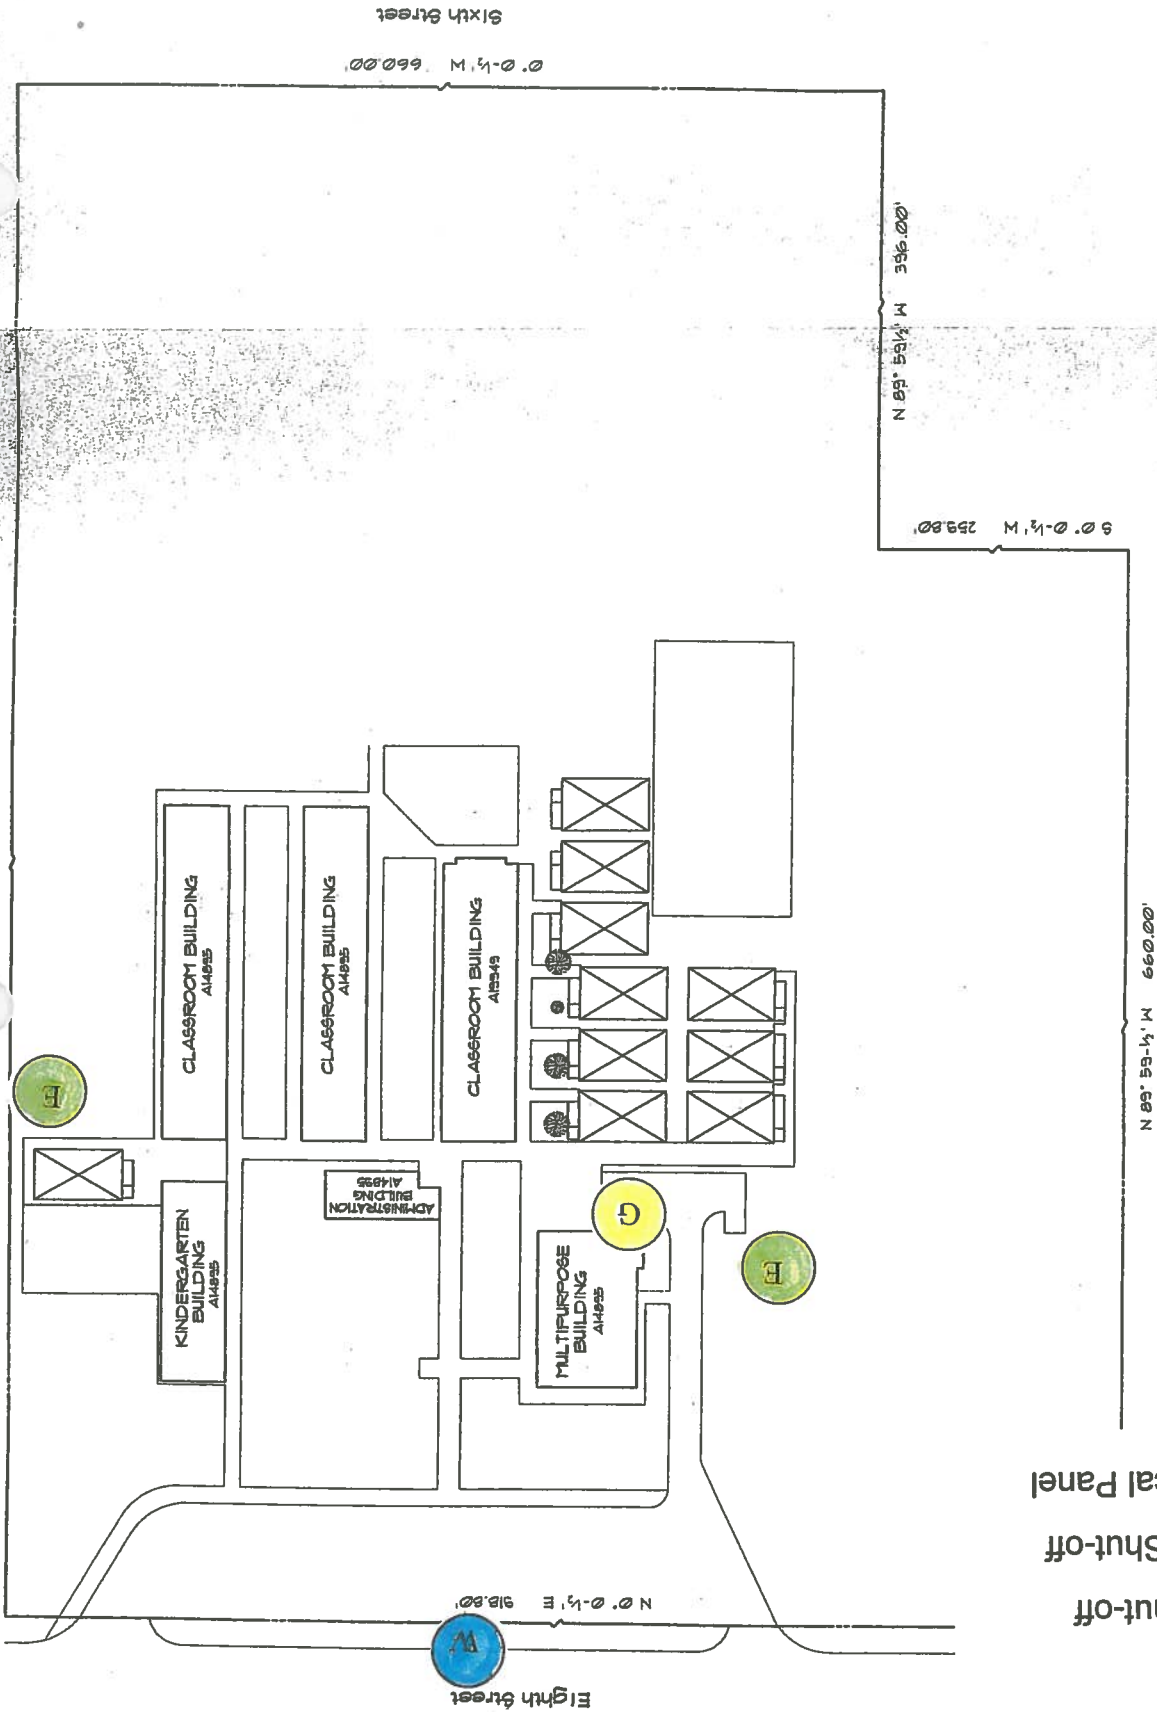 Sixth Street
0° 0-½' W 660.00'
N 89° 59½' W 396.00'
S 0° 0-½' W 259.80'
N 89° 59-½' W 660.00'
CLASSROOM BUILDING
A14895
CLASSROOM BUILDING
A14895
CLASSROOM BUILDING
A19949
E
KINDERGARTEN
BUILDING
A14895
ADMINISTRATION
BUILDING
A14895
MULTIPURPOSE
BUILDING
A14895
G
E
N 0° 0-½' E 918.80'
W
Eighth Street
cal Panel
Shut-off
hut-off